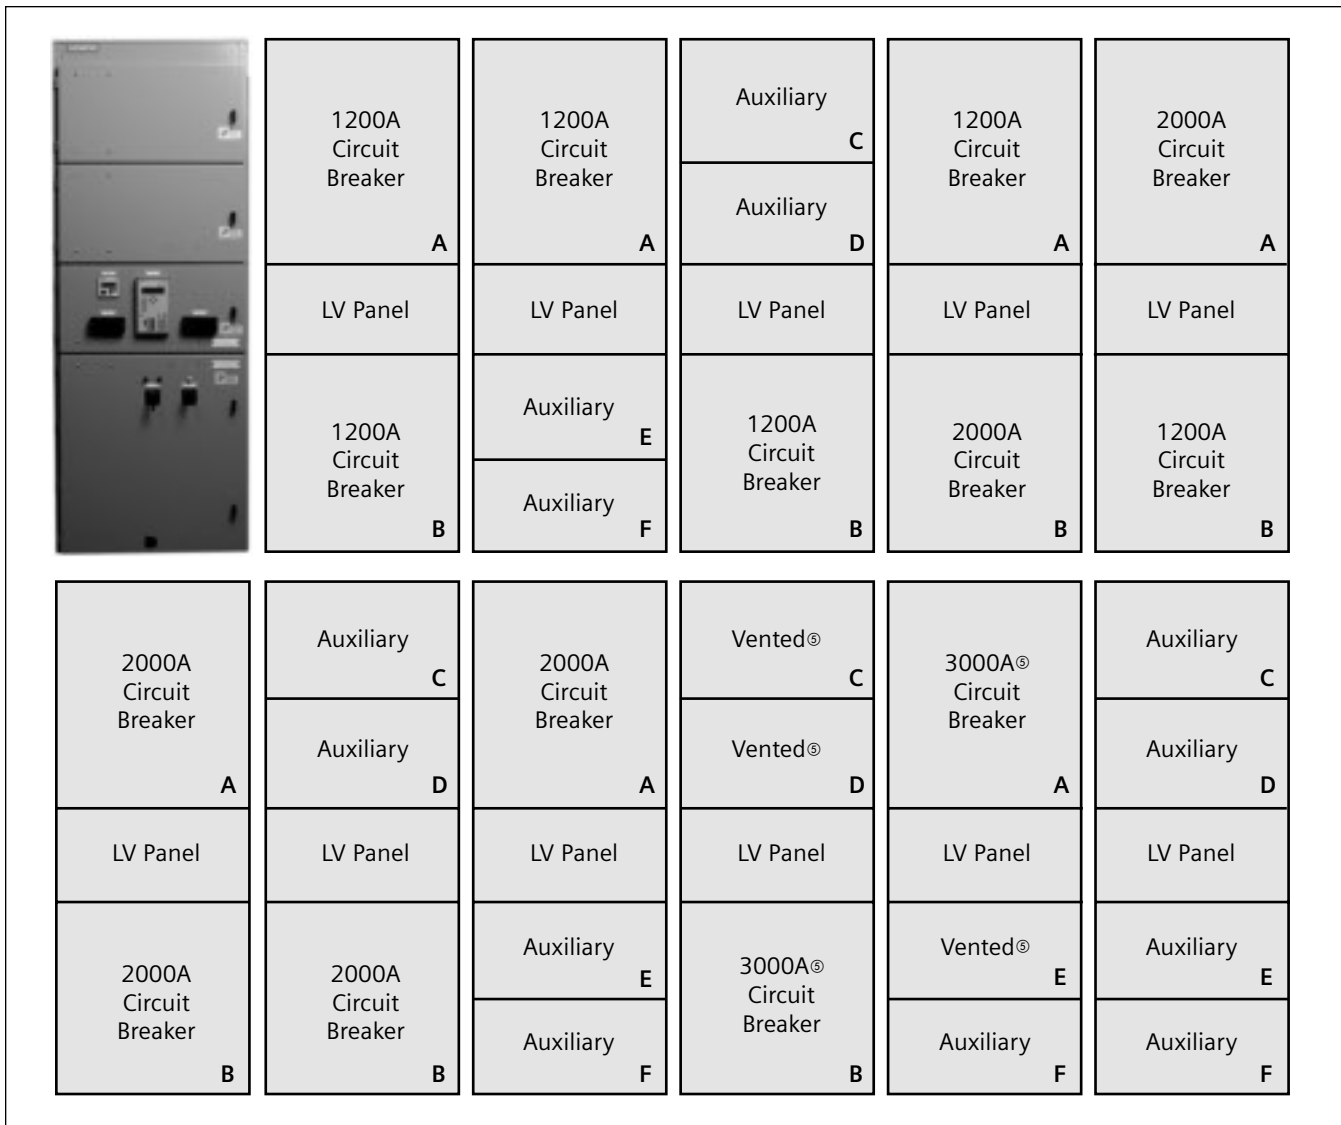 1200A
Circuit
Breaker
A
LV Panel
1200A
Circuit
Breaker
B
1200A
Circuit
Breaker
A
LV Panel
Auxiliary
E
Auxiliary
F
Auxiliary
C
Auxiliary
D
LV Panel
1200A
Circuit
Breaker
B
1200A
Circuit
Breaker
A
LV Panel
2000A
Circuit
Breaker
B
2000A
Circuit
Breaker
A
LV Panel
1200A
Circuit
Breaker
B
2000A
Circuit
Breaker
A
LV Panel
2000A
Circuit
Breaker
B
Auxiliary
C
Auxiliary
D
LV Panel
2000A
Circuit
Breaker
B
2000A
Circuit
Breaker
A
LV Panel
Auxiliary
E
Auxiliary
F
Vented⑤
C
Vented⑤
D
LV Panel
3000A⑤
Circuit
Breaker
B
3000A⑤
Circuit
Breaker
A
LV Panel
Vented⑤
E
Auxiliary
F
Auxiliary
C
Auxiliary
D
LV Panel
Auxiliary
E
Auxiliary
F